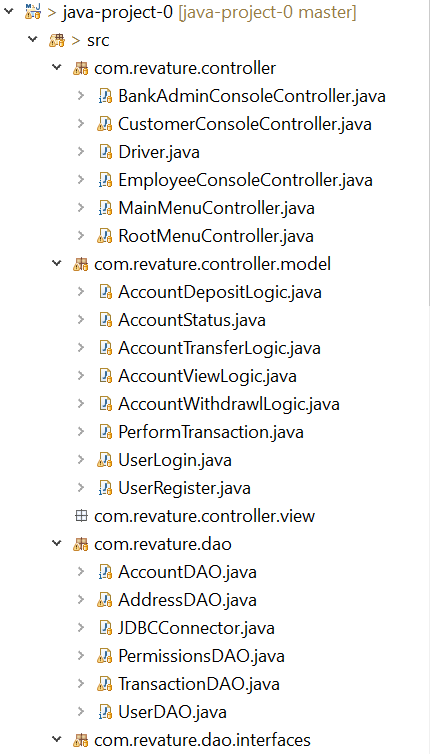 > java-project-0 [java-project-0 master]
> src
com.revature.controller
BankAdminConsoleController.java
CustomerConsoleController.java
Driver.java
EmployeeConsoleController.java
MainMenuController.java
RootMenuController.java
com.revature.controller.model
AccountDepositLogic.java
AccountStatus.java
AccountTransferLogic.java
AccountViewLogic.java
AccountWithdrawlLogic.java
PerformTransaction.java
UserLogin.java
UserRegister.java
com.revature.controller.view
com.revature.dao
AccountDAO.java
AddressDAO.java
JDBCConnector.java
PermissionsDAO.java
TransactionDAO.java
UserDAO.java
com.revature.dao.interfaces